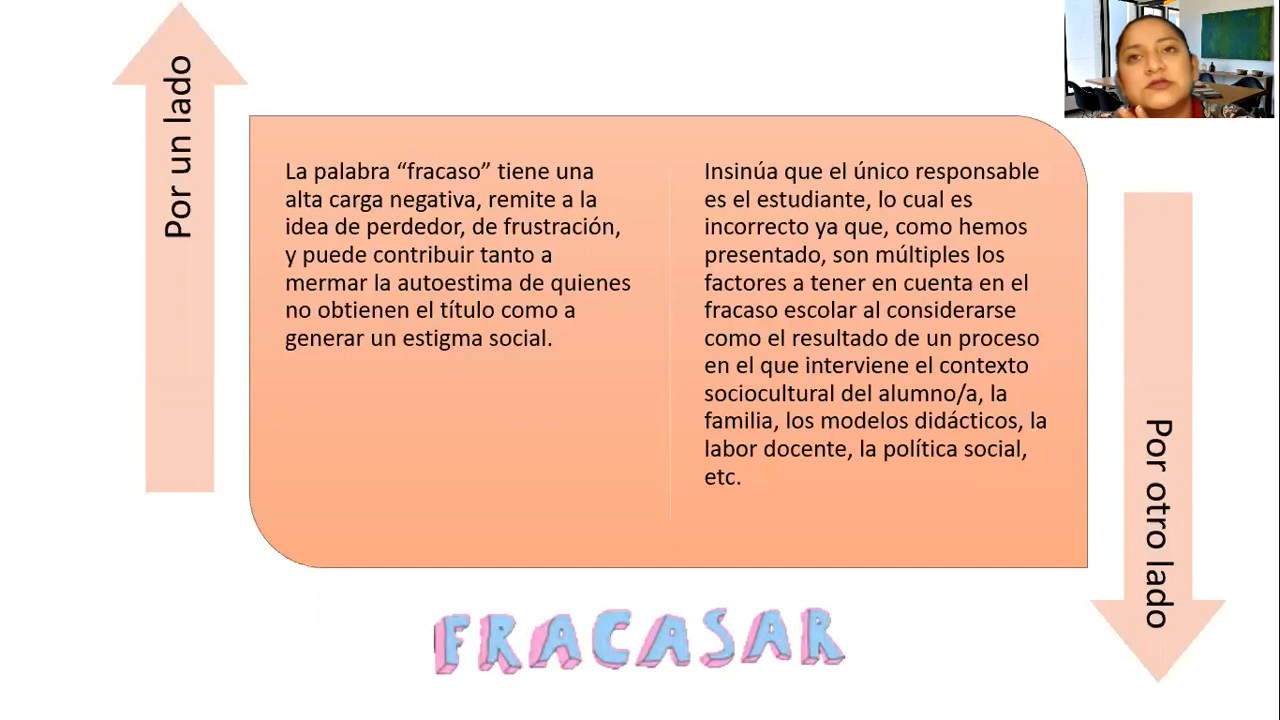 Por un lado
La palabra “fracaso” tiene una
alta carga negativa, remite a la
idea de perdedor, de frustración,
y puede contribuir tanto a
mermar la autoestima de quienes
no obtienen el título como a
generar un estigma social.
Insinúa que el único responsable
es el estudiante, lo cual es
incorrecto ya que, como hemos
presentado, son múltiples los
factores a tener en cuenta en el
fracaso escolar al considerarse
como el resultado de un proceso
en el que interviene el contexto
sociocultural del alumno/a, la
familia, los modelos didácticos, la
labor docente, la política social,
etc.
Por otro lado
FRACASAR